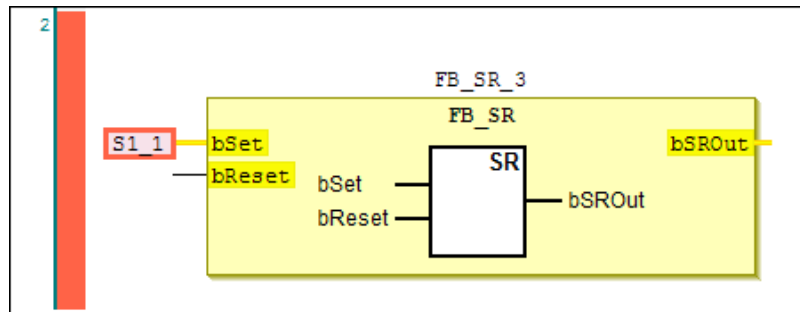 2
FB_SR_3
FB_SR
S1_1 bSet bSROut
bReset
SR
bSet
bReset
bSROut